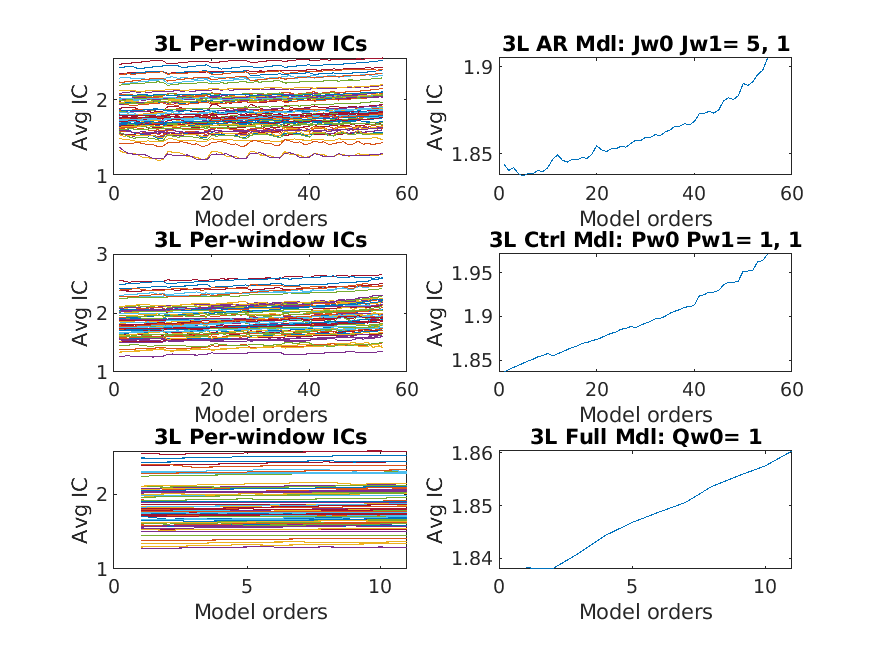 3L Per-window ICs
3L AR Mdl: Jw0 Jw1= 5, 1
Avg IC
2
1
0
20
40
60
Model orders
Avg IC
1.9
1.85
0
20
40
60
Model orders
3L Per-window ICs
3L Ctrl Mdl: Pw0 Pw1= 1, 1
Avg IC
3
2
1
0
20
40
60
Model orders
Avg IC
1.95
1.9
1.85
0
20
40
60
Model orders
3L Per-window ICs
3L Full Mdl: Qw0= 1
Avg IC
2
1
0
5
10
Model orders
Avg IC
1.86
1.85
1.84
0
5
10
Model orders